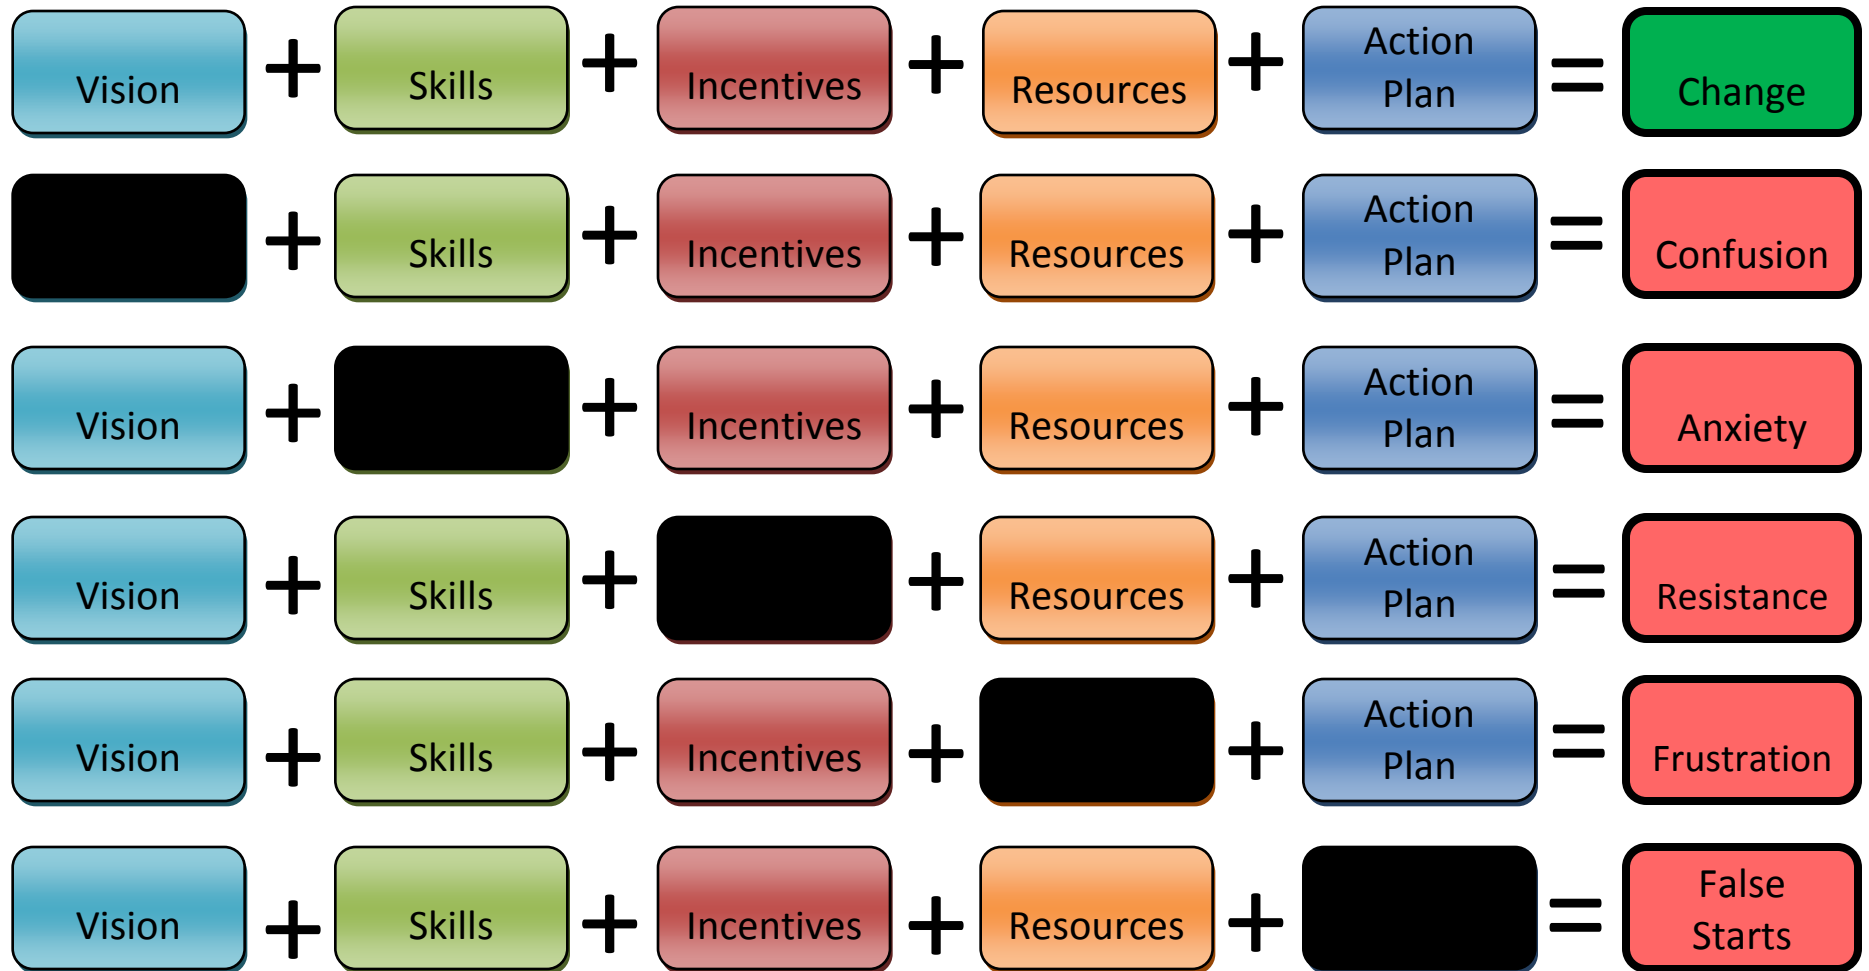 Vision + Skills + Incentives + Resources + Action Plan = Change
+ Skills + Incentives + Resources + Action Plan = Confusion
Vision + + Incentives + Resources + Action Plan = Anxiety
Vision + Skills + + Resources + Action Plan = Resistance
Vision + Skills + Incentives + + Action Plan = Frustration
Vision + Skills + Incentives + Resources + = False Starts